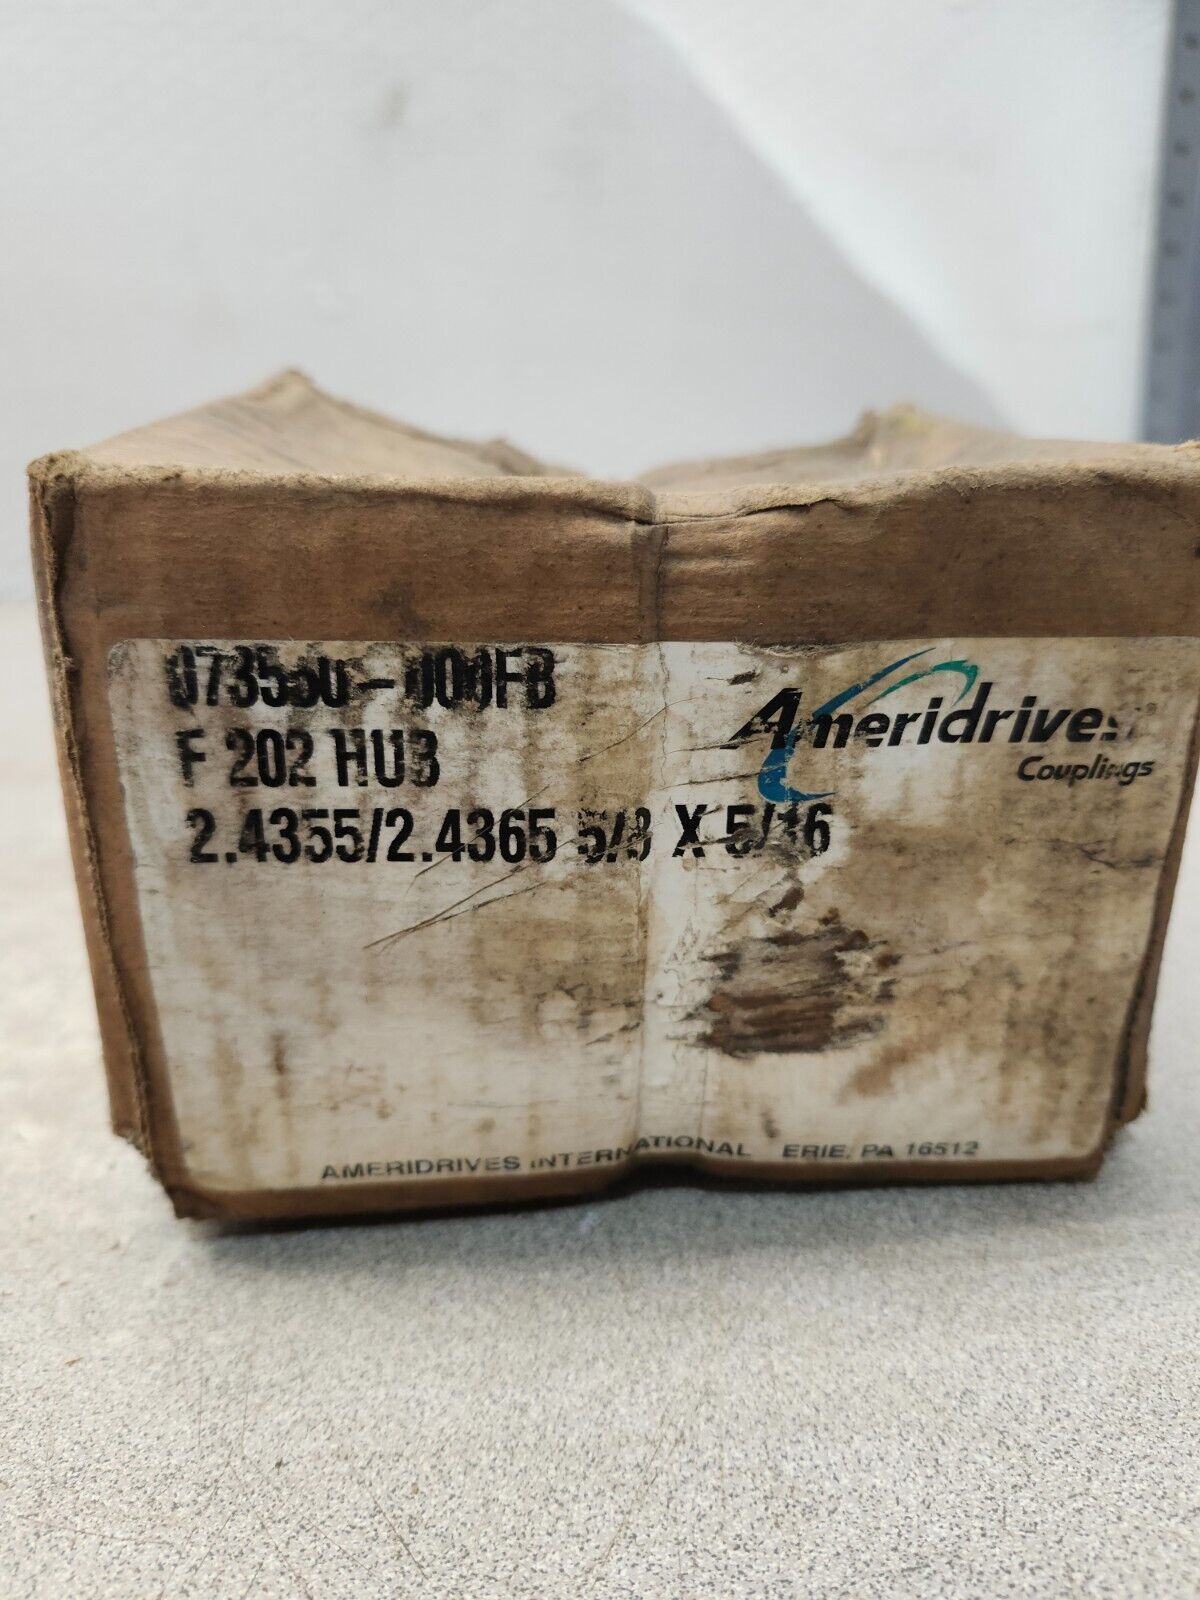 F 202 HUB
2.4355/2.4365 5/8 X 5/16
Ameridrives
Couplings
AMERIDRIVES INTERNATIONAL ERIE, PA 16512